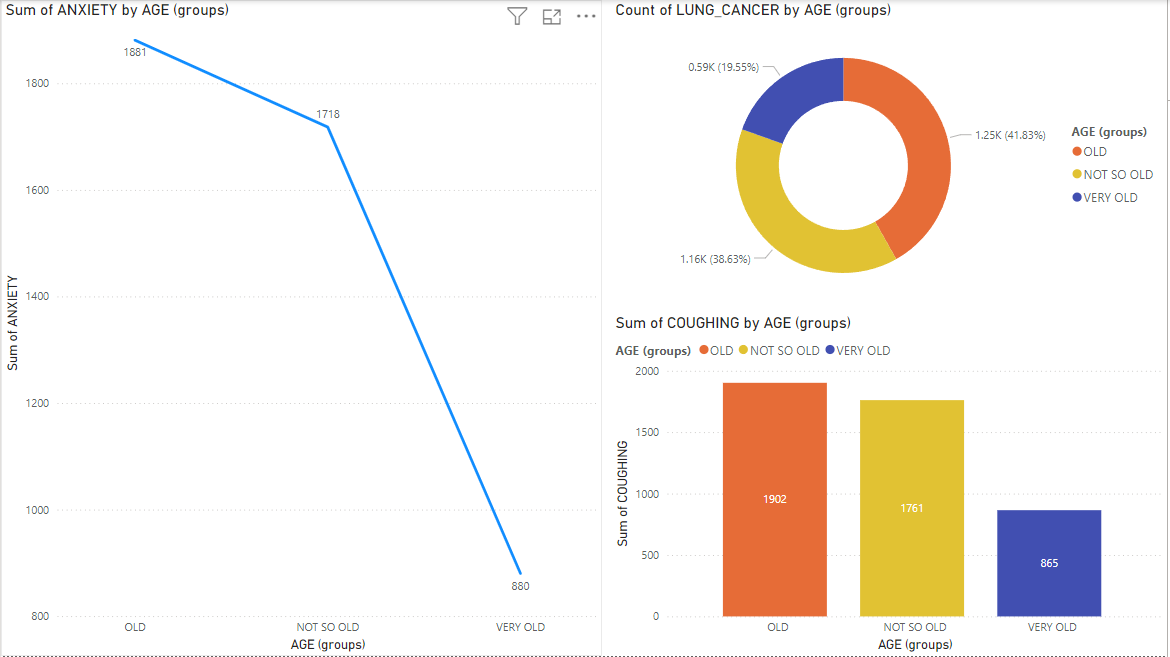 Sum of ANXIETY by AGE (groups)
1881
1718
880
1800
1600
1400
1200
1000
800
Sum of ANXIETY
OLD
NOT SO OLD
VERY OLD
AGE (groups)
Count of LUNG_CANCER by AGE (groups)
0.59K (19.55%)
1.25K (41.83%)
1.16K (38.63%)
AGE (groups)
OLD
NOT SO OLD
VERY OLD
Sum of COUGHING by AGE (groups)
AGE (groups) OLD NOT SO OLD VERY OLD
2000
1500
1000
500
0
Sum of COUGHING
1902
1761
865
OLD
NOT SO OLD
VERY OLD
AGE (groups)